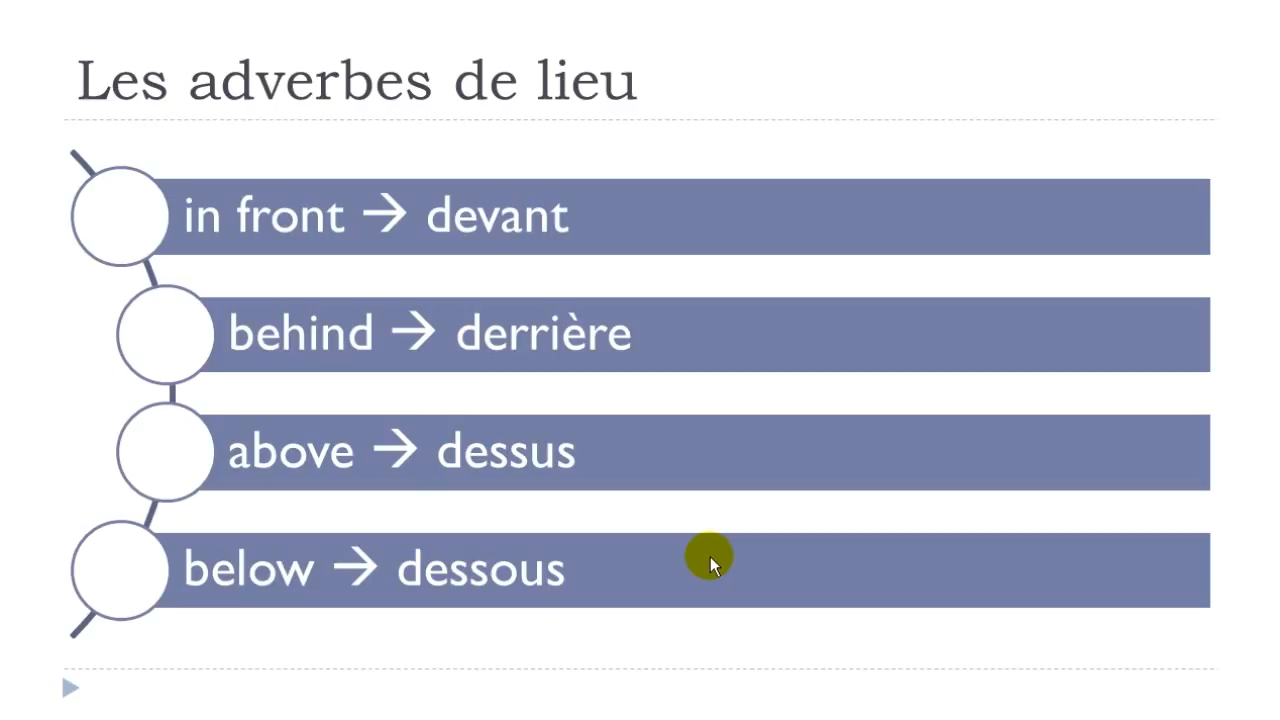 Les adverbes de lieu
in front → devant
behind → derrière
above → dessus
below → dessous